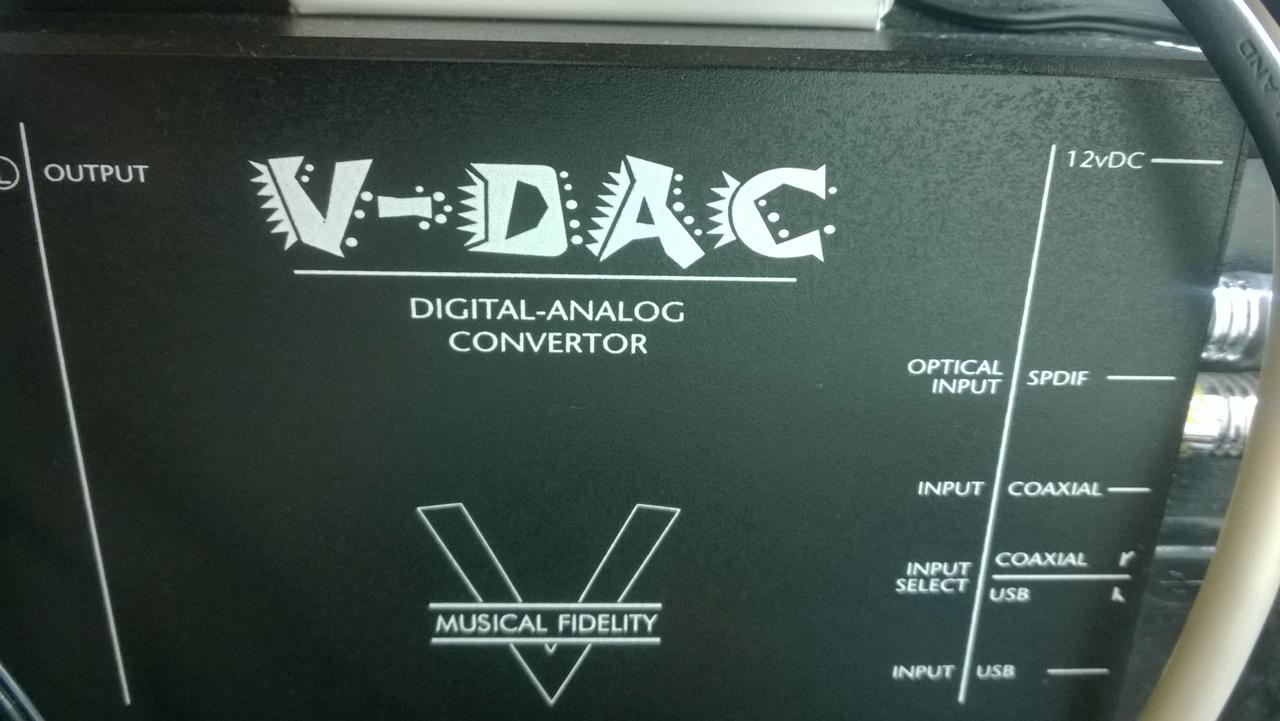 L
OUTPUT
V-DAC
DIGITAL-ANALOG
CONVERTOR
MUSICAL FIDELITY
12vDC
OPTICAL
INPUT
SPDIF
INPUT
COAXIAL
INPUT
SELECT
COAXIAL
USB
INPUT
USB
AND